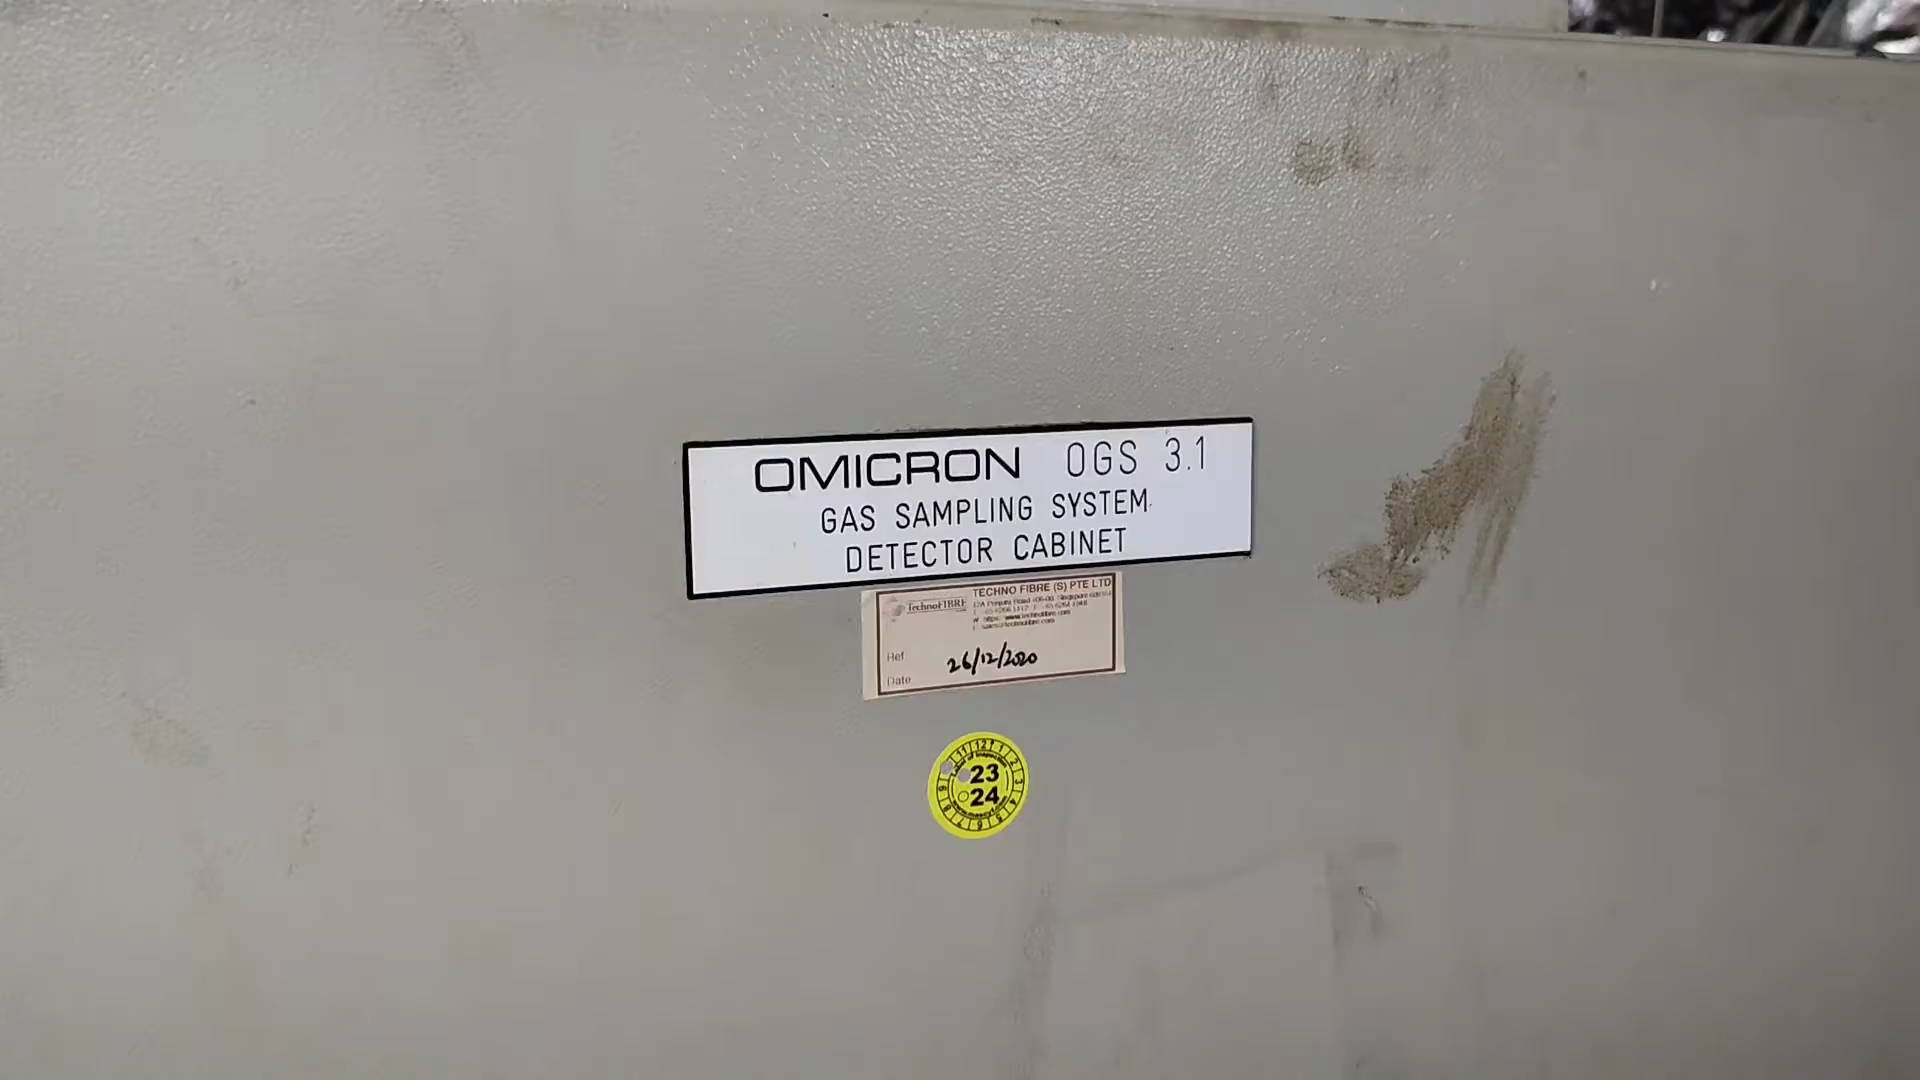 OMICRON OGS 3.1
GAS SAMPLING SYSTEM
DETECTOR CABINET
TechnoFIBRE
TECHNO FIBRE (S) PTE LTD
Ref
26/12/2020
Date
23
24